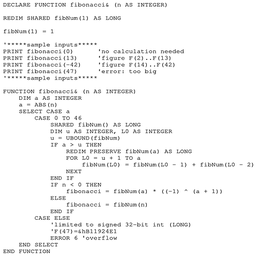 DECLARE FUNCTION fibonacci& (n AS INTEGER)
REDIM SHARED fibNum(1) AS LONG
fibNum(1) = 1
'*****sample inputs*****
PRINT fibonacci(0) 'no calculation needed
PRINT fibonacci(13) 'figure F(2)..F(13)
PRINT fibonacci(-42) 'figure F(14)..F(42)
PRINT fibonacci(47) 'error: too big
'*****sample inputs*****
FUNCTION fibonacci& (n AS INTEGER)
DIM a AS INTEGER
a = ABS(n)
SELECT CASE a
CASE 0 TO 46
SHARED fibNum() AS LONG
DIM u AS INTEGER, L0 AS INTEGER
u = UBOUND(fibNum)
IF a > u THEN
REDIM PRESERVE fibNum(a) AS LONG
FOR L0 = u + 1 TO a
fibNum(L0) = fibNum(L0 - 1) + fibNum(L0 - 2)
NEXT
END IF
IF n < 0 THEN
fibonacci = fibNum(a) * ((-1) ^ (a + 1))
ELSE
fibonacci = fibNum(n)
END IF
CASE ELSE
'limited to signed 32-bit int (LONG)
'F(47)=&hB11924E1
ERROR 6 'overflow
END SELECT
END FUNCTION